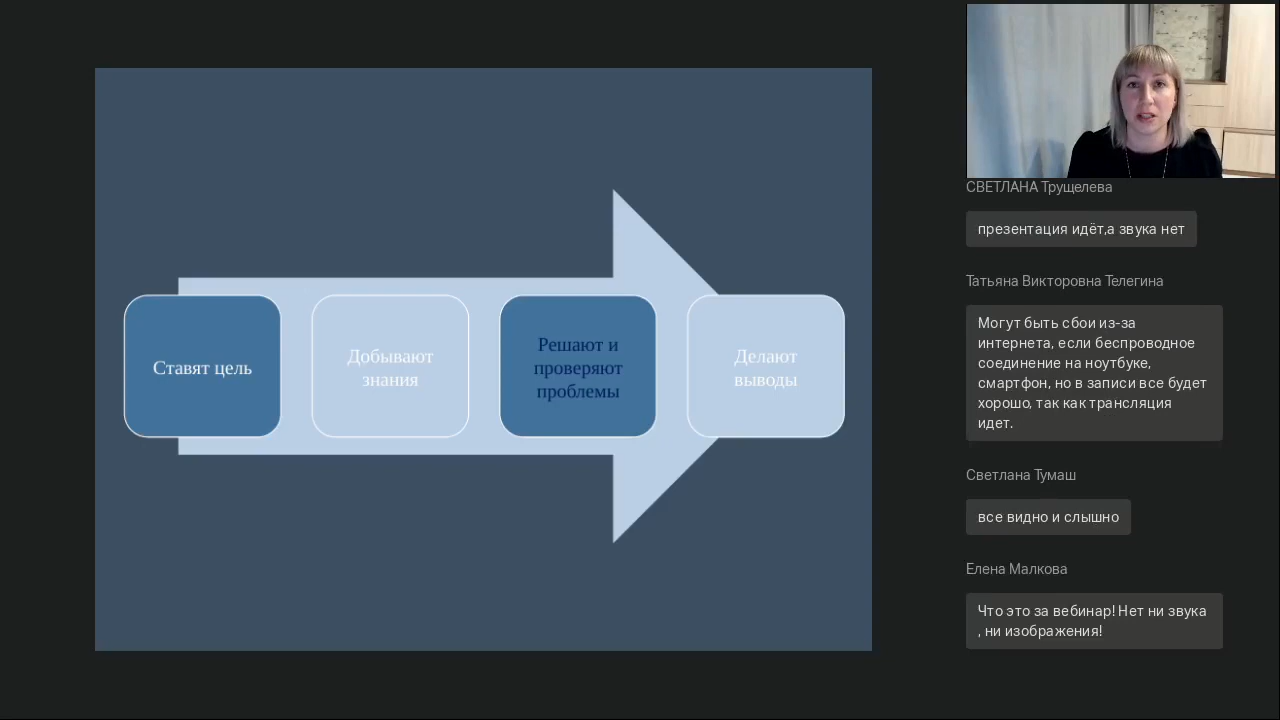 Ставят цель
Добывают
знания
Решают и
проверяют
проблемы
Делают
выводы
СВЕТЛАНА Трущелева
презентация идёт,а звука нет
Татьяна Викторовна Телегина
Могут быть сбои из-за
интернета, если беспроводное
соединение на ноутбуке,
смартфон, но в записи все будет
хорошо, так как трансляция
идет.
Светлана Тумаш
все видно и слышно
Елена Малкова
Что это за вебинар! Нет ни звука
, ни изображения!